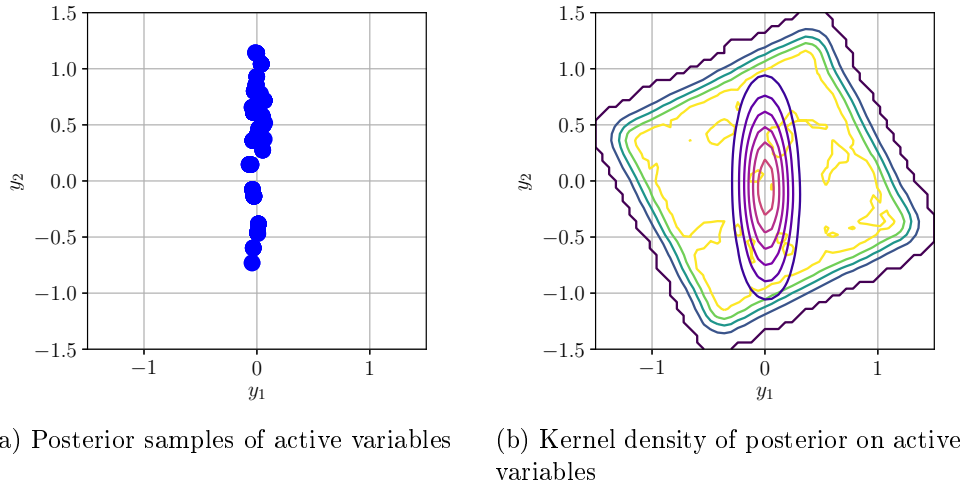 1.5
1.0
0.5
0.0
−0.5
−1.0
−1.5
y2
−1
0
1
y1
1.5
1.0
0.5
0.0
−0.5
−1.0
−1.5
y2
−1
0
1
y1
a) Posterior samples of active variables
(b) Kernel density of posterior on active
variables